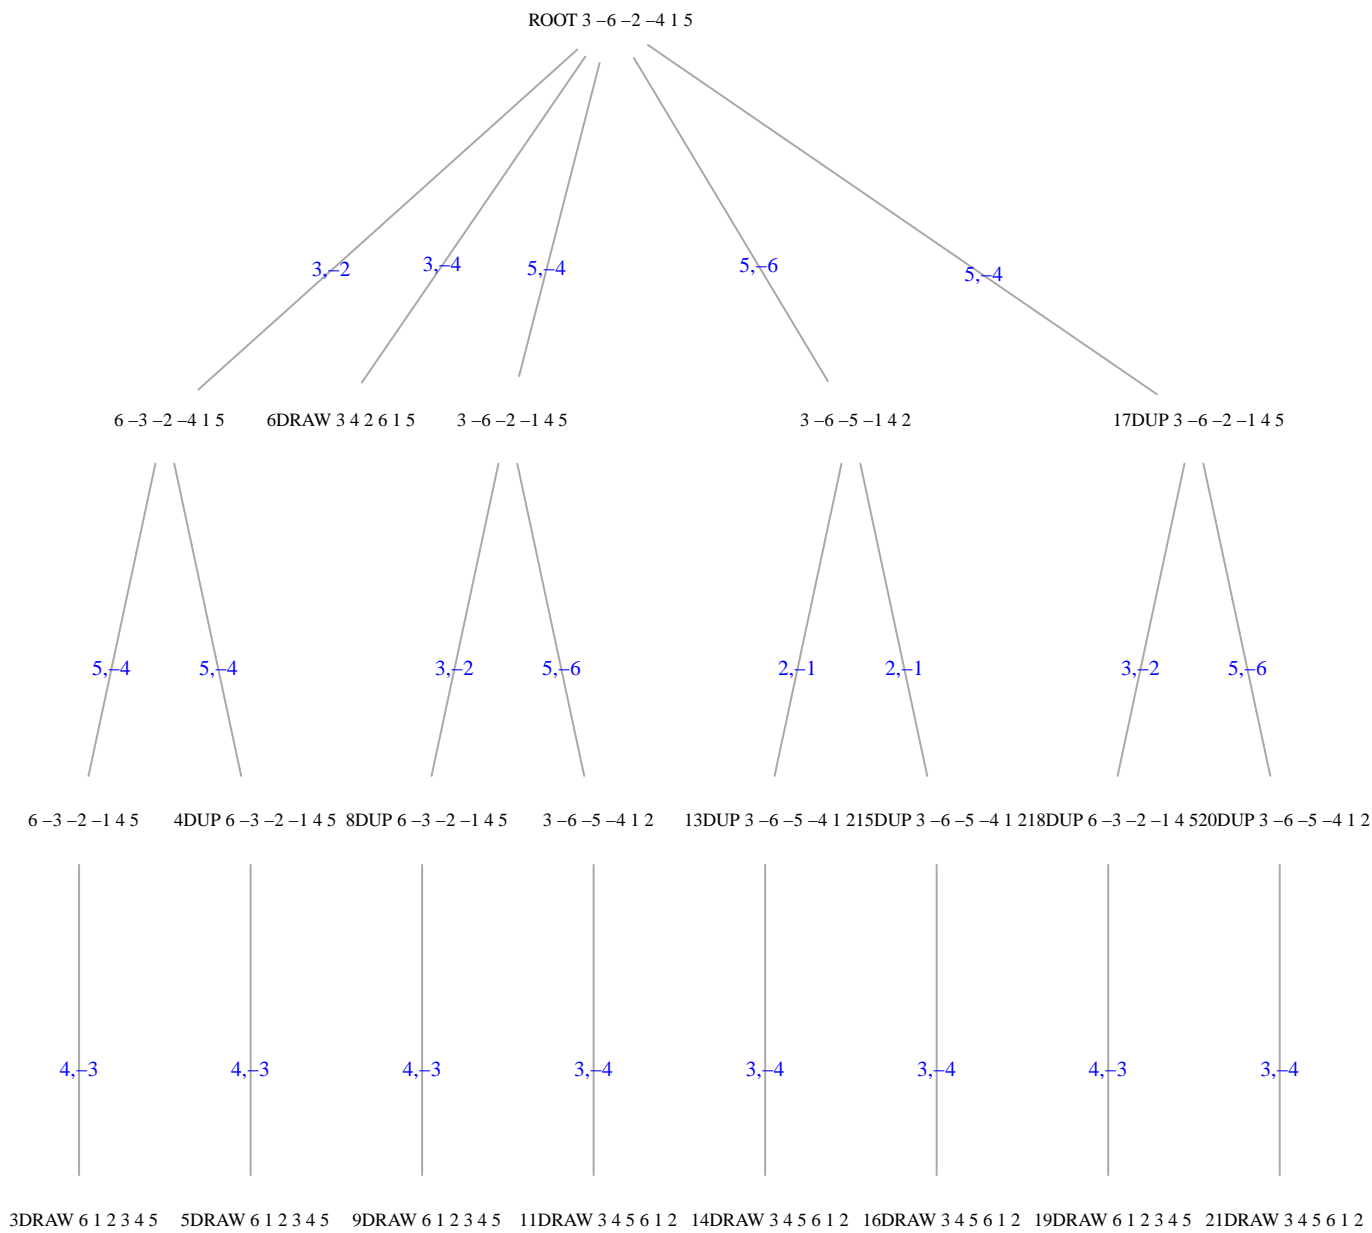 ROOT 3 –6 –2 –4 1 5
3,–2
3,–4
5,–4
5,–6
5,–4
6 –3 –2 –4 1 5
6DRAW 3 4 2 6 1 5
3 –6 –2 –1 4 5
3 –6 –5 –1 4 2
17DUP 3 –6 –2 –1 4 5
5,–4
5,–4
3,–2
5,–6
2,–1
2,–1
3,–2
5,–6
6 –3 –2 –1 4 5
4DUP 6 –3 –2 –1 4 5
8DUP 6 –3 –2 –1 4 5
3 –6 –5 –4 1 2
13DUP 3 –6 –5 –4 1 2
15DUP 3 –6 –5 –4 1 2
18DUP 6 –3 –2 –1 4 5
20DUP 3 –6 –5 –4 1 2
4,–3
4,–3
4,–3
3,–4
3,–4
3,–4
4,–3
3,–4
3DRAW 6 1 2 3 4 5
5DRAW 6 1 2 3 4 5
9DRAW 6 1 2 3 4 5
11DRAW 3 4 5 6 1 2
14DRAW 3 4 5 6 1 2
16DRAW 3 4 5 6 1 2
19DRAW 6 1 2 3 4 5
21DRAW 3 4 5 6 1 2